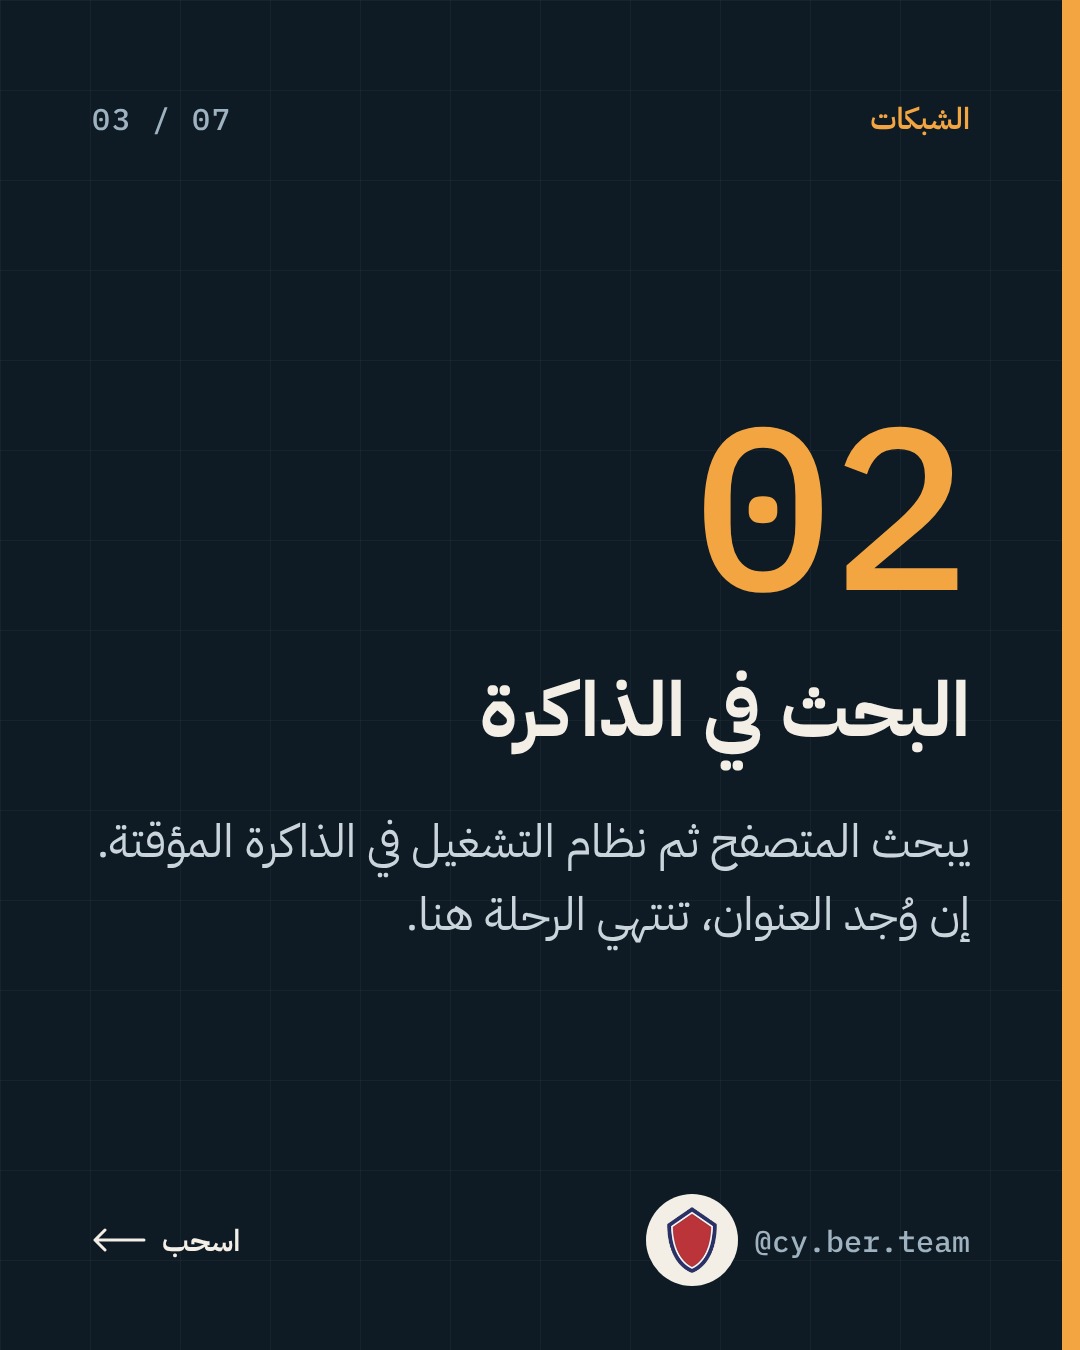 الشبكات
03 / 07
02
البحث في الذاكرة
يبحث المتصفح ثم نظام التشغيل في الذاكرة المؤقتة.
إن وُجد العنوان، تنتهي الرحلة هنا.
@cy.ber.team
اسحب ←